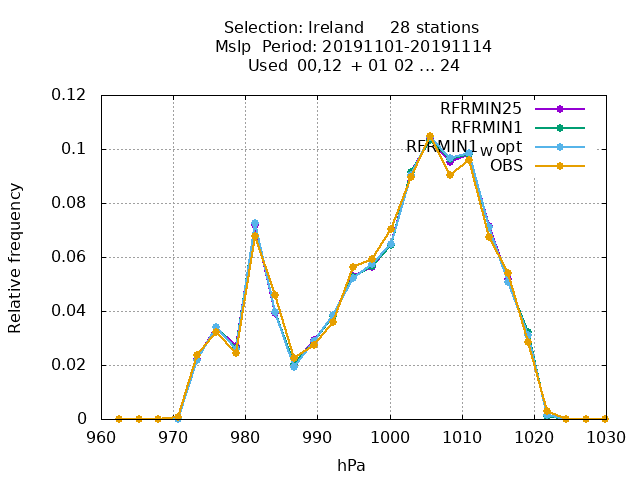 Selection: Ireland 28 stations
Mslp Period: 20191101-20191114
Used 00,12 + 01 02 ... 24
0.12
0.1
0.08
0.06
0.04
0.02
0
Relative frequency
RFRMIN25
RFRMIN1
RFRMIN1W opt
OBS
960 970 980 990 1000 1010 1020 1030
hPa